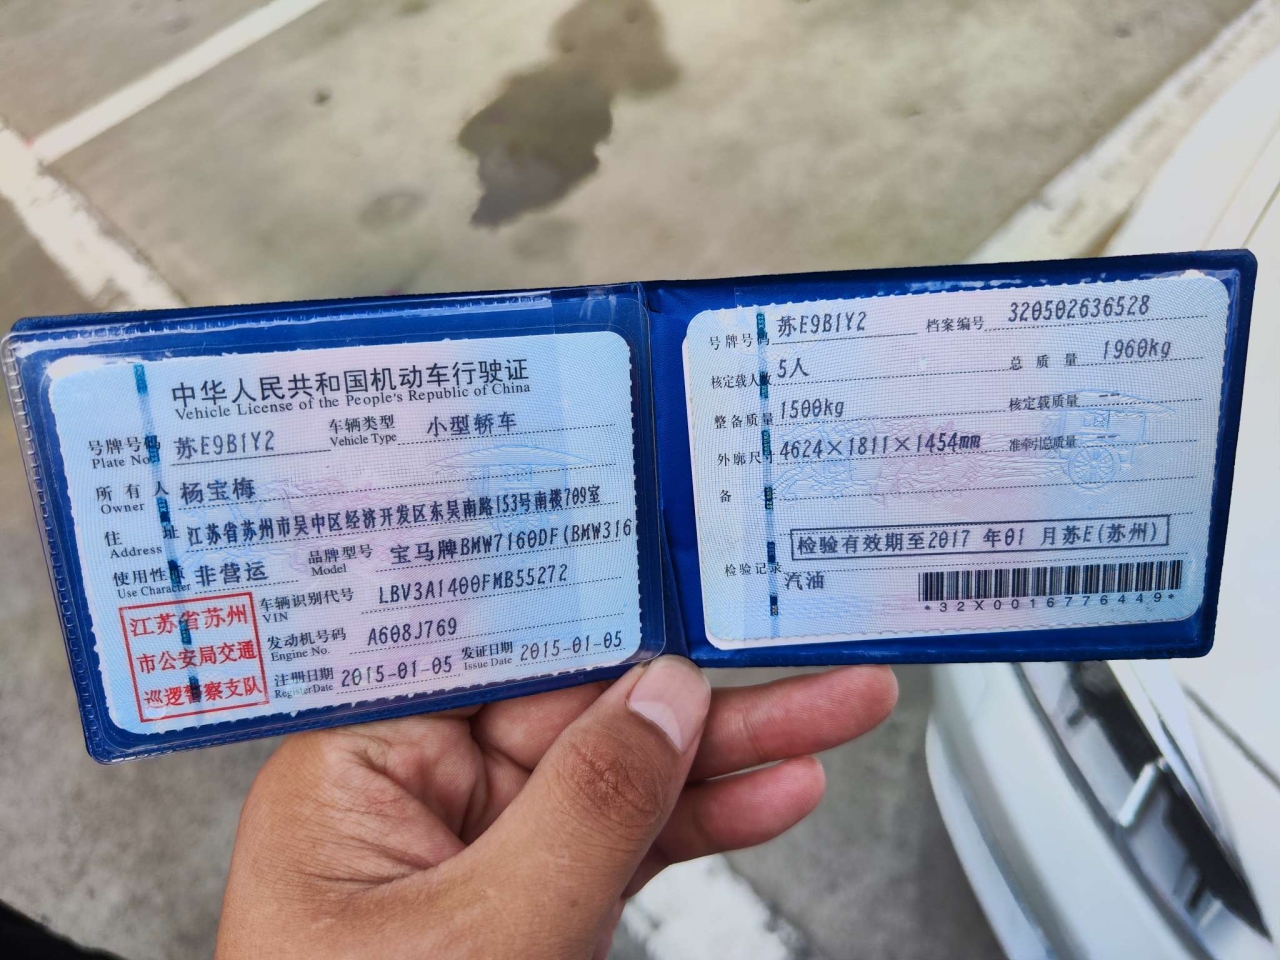 中华人民共和国机动车行驶证
Vehicle License of the People's Republic of China
号牌号码 苏E9B1Y2 车辆类型 小型轿车
Plate No. Vehicle Type
所有人 杨宝梅
Owner
住址 江苏省苏州市吴中区经济开发区东吴南路153号南楼709室
Address
使用性质 非营运 品牌型号 宝马牌BMW7160DF(BMW316
Use Character Model
车辆识别代号 LBV3A1400FMB55272
VIN
发动机号码 A608J769
Engine No.
注册日期 2015-01-05 发证日期 2015-01-05
Register Date Issue Date
江苏省苏州
市公安局交通
巡逻警察支队
号牌号码 苏E9B1Y2 档案编号 320502636528
核定载人数 5人 总质量 1960kg
整备质量 1500kg 核定载质量
外廓尺寸 4624×1811×1454mm 准牵引总质量
备
检验有效期至2017 年01 月苏E(苏州)
检验记录 汽油
*32X0016776449*